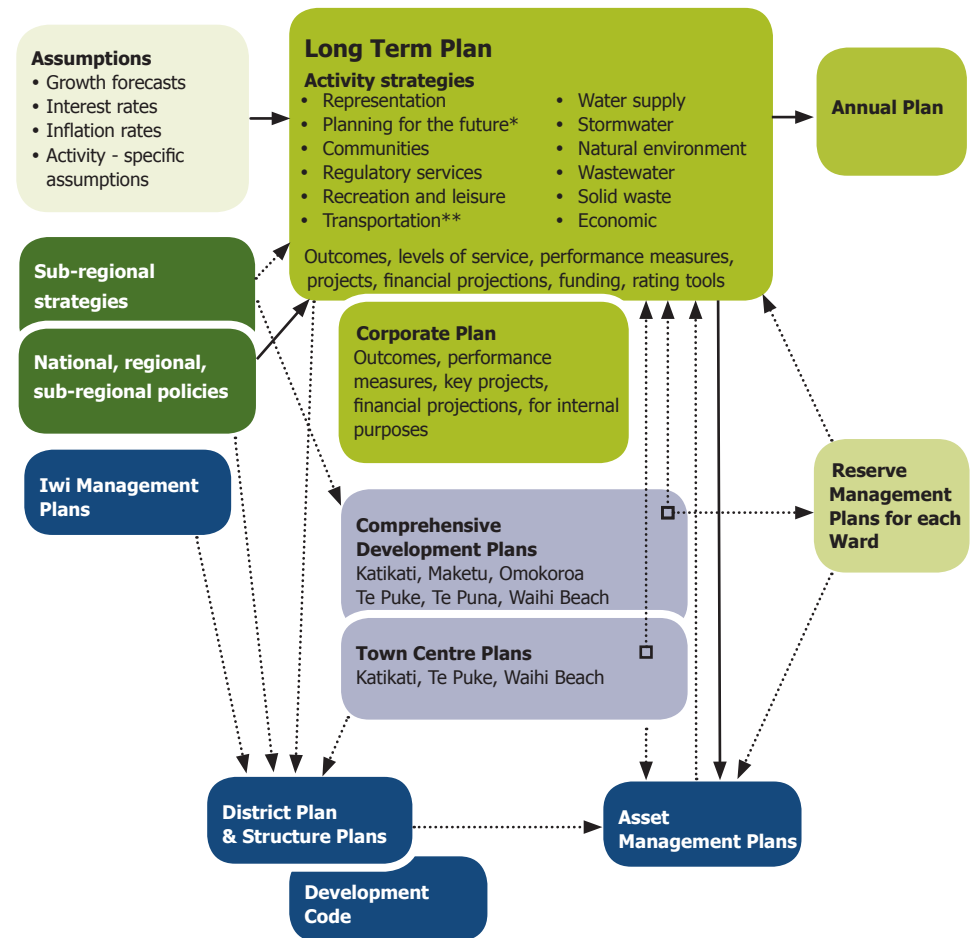 Assumptions
• Growth forecasts
• Interest rates
• Inflation rates
• Activity - specific
assumptions
Long Term Plan
Activity strategies
• Representation
• Planning for the future*
• Communities
• Regulatory services
• Recreation and leisure
• Transportation**
• Water supply
• Stormwater
• Natural environment
• Wastewater
• Solid waste
• Economic
Outcomes, levels of service, performance measures,
projects, financial projections, funding, rating tools
Annual Plan
Sub-regional
strategies
National, regional,
sub-regional policies
Corporate Plan
Outcomes, performance
measures, key projects,
financial projections, for internal
purposes
Iwi Management
Plans
Reserve
Management
Plans for each
Ward
Comprehensive
Development Plans
Katikati, Maketu, Omokoroa
Te Puke, Te Puna, Waihi Beach
Town Centre Plans
Katikati, Te Puke, Waihi Beach
District Plan
& Structure Plans
Asset
Management Plans
Development
Code